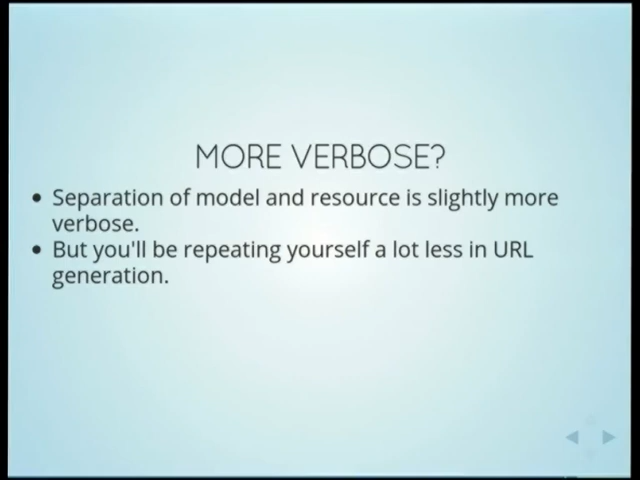 MORE VERBOSE?
• Separation of model and resource is slightly more
verbose.
• But you'll be repeating yourself a lot less in URL
generation.